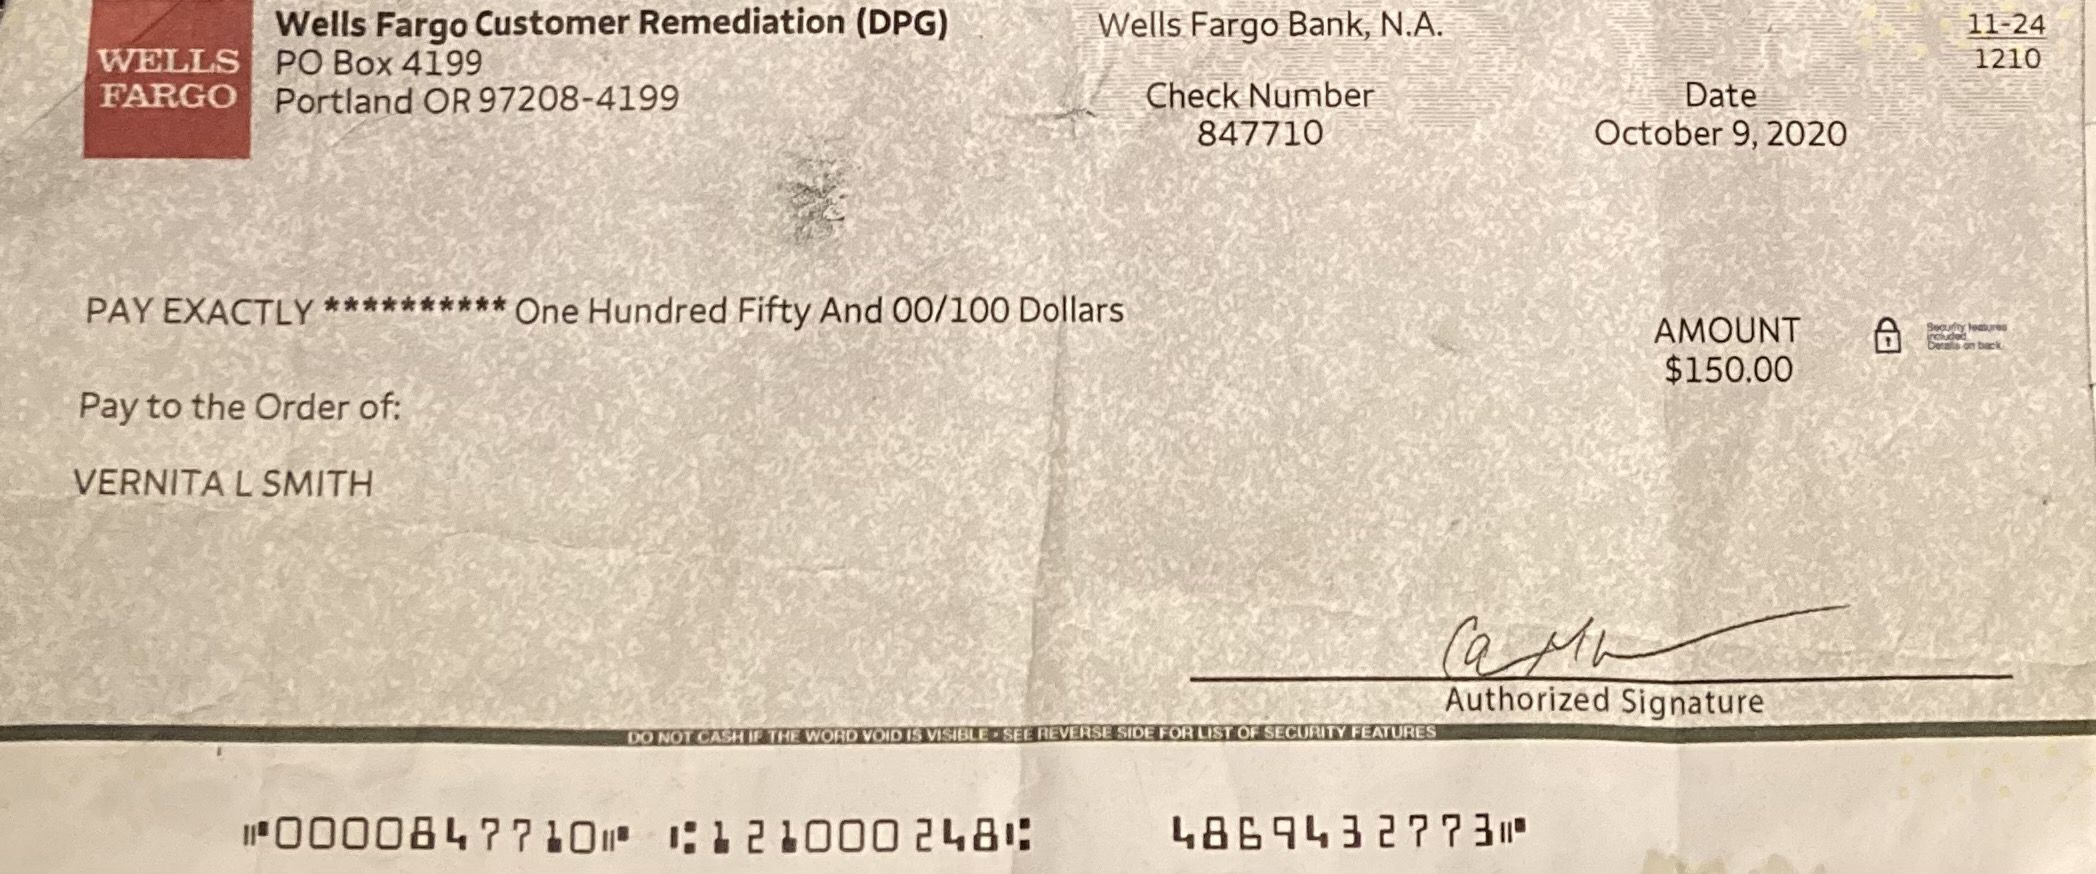 WELLS
FARGO
Wells Fargo Customer Remediation (DPG)
PO Box 4199
Portland OR 97208-4199
Wells Fargo Bank, N.A.
Check Number
847710
Date
October 9, 2020
11-24
1210
PAY EXACTLY ********** One Hundred Fifty And 00/100 Dollars
AMOUNT
$150.00
Security features
included.
Details on back.
Pay to the Order of:
VERNITA L SMITH
Authorized Signature
DO NOT CASH IF THE WORD VOID IS VISIBLE - SEE REVERSE SIDE FOR LIST OF SECURITY FEATURES
⑈0000847710⑈ ⑆121000248⑆ 4869432773⑈